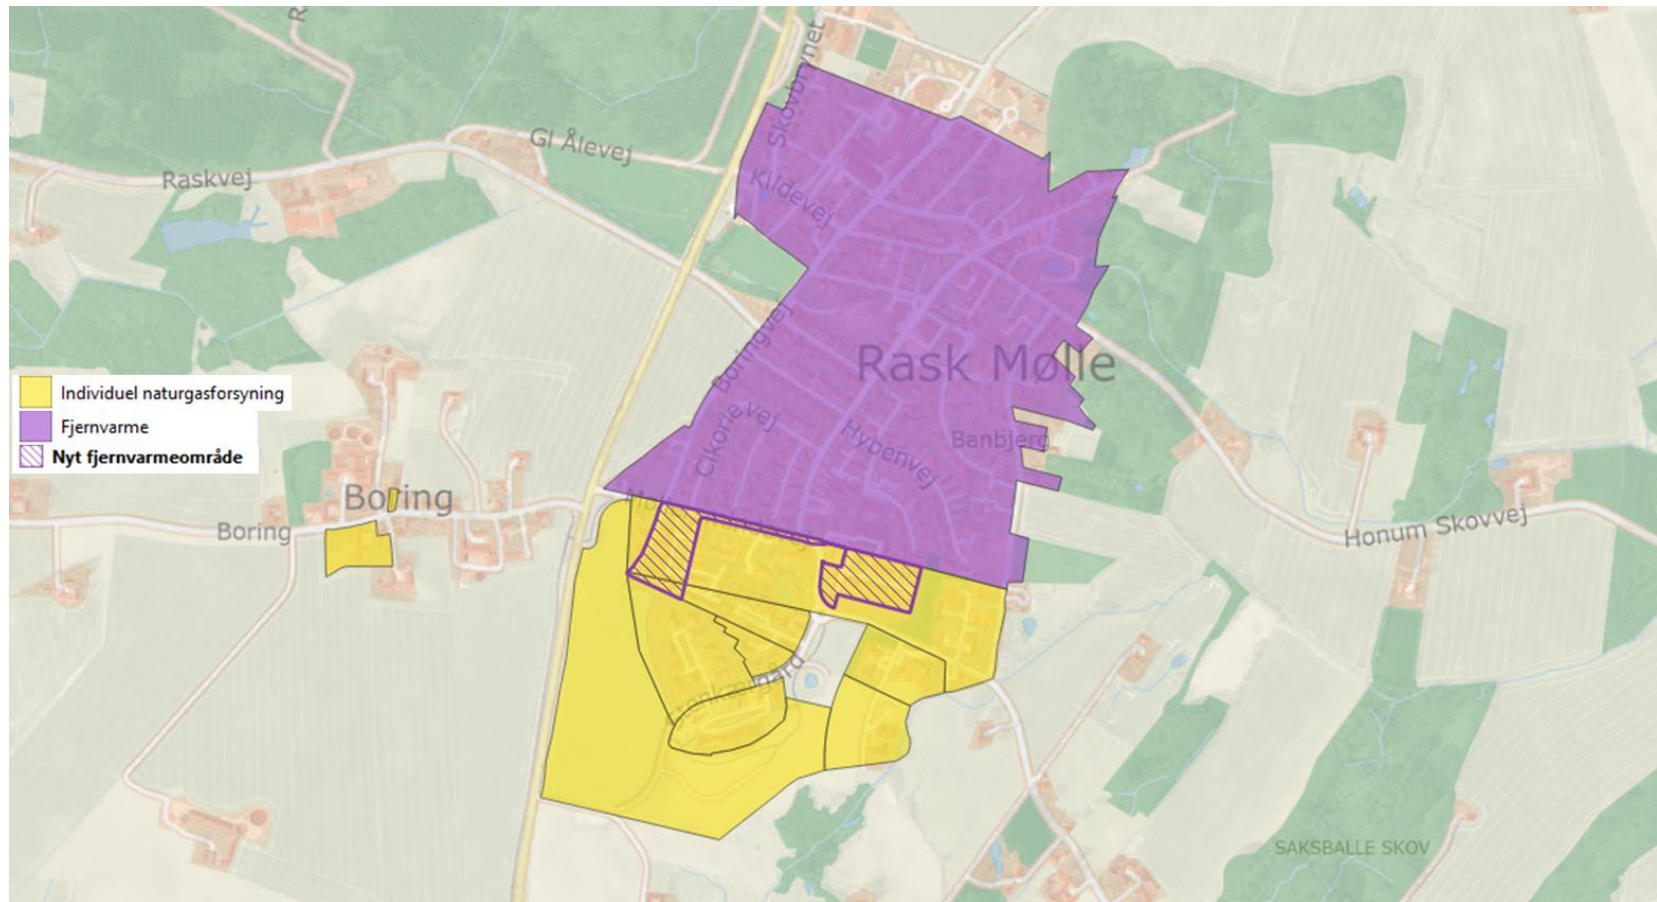 Skovbrynet
Gl Ålevej
Raskvej
Kildevej
Boringvej
Rask Mølle
Individuel naturgasforsyning
Fjernvarme
Nyt fjernvarmeområde
Cikorievej
Hybenvej
Banbjerg
Boring
Boring
Honum Skovvej
SAKSBALLE SKOV